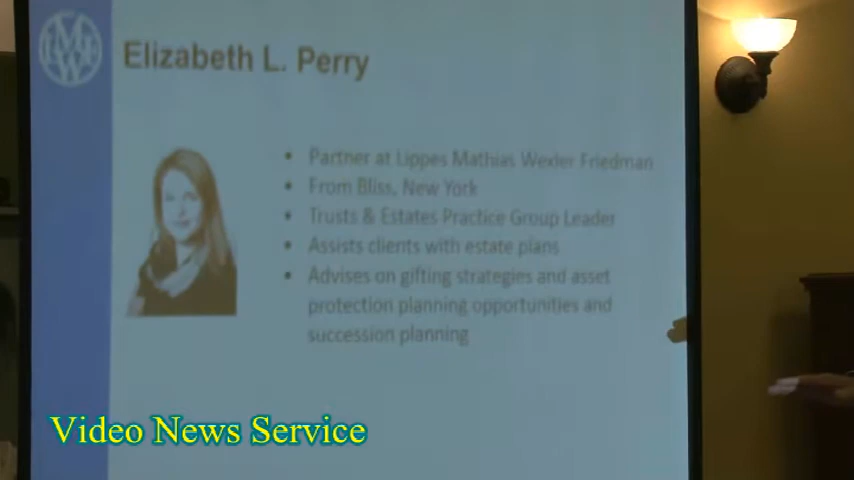 Elizabeth L. Perry
• Partner at Lippes Mathias Wexler Friedman
• From Bliss, New York
• Trusts & Estates Practice Group Leader
• Assists clients with estate plans
• Advises on gifting strategies and asset
protection planning opportunities and
succession planning
Video News Service